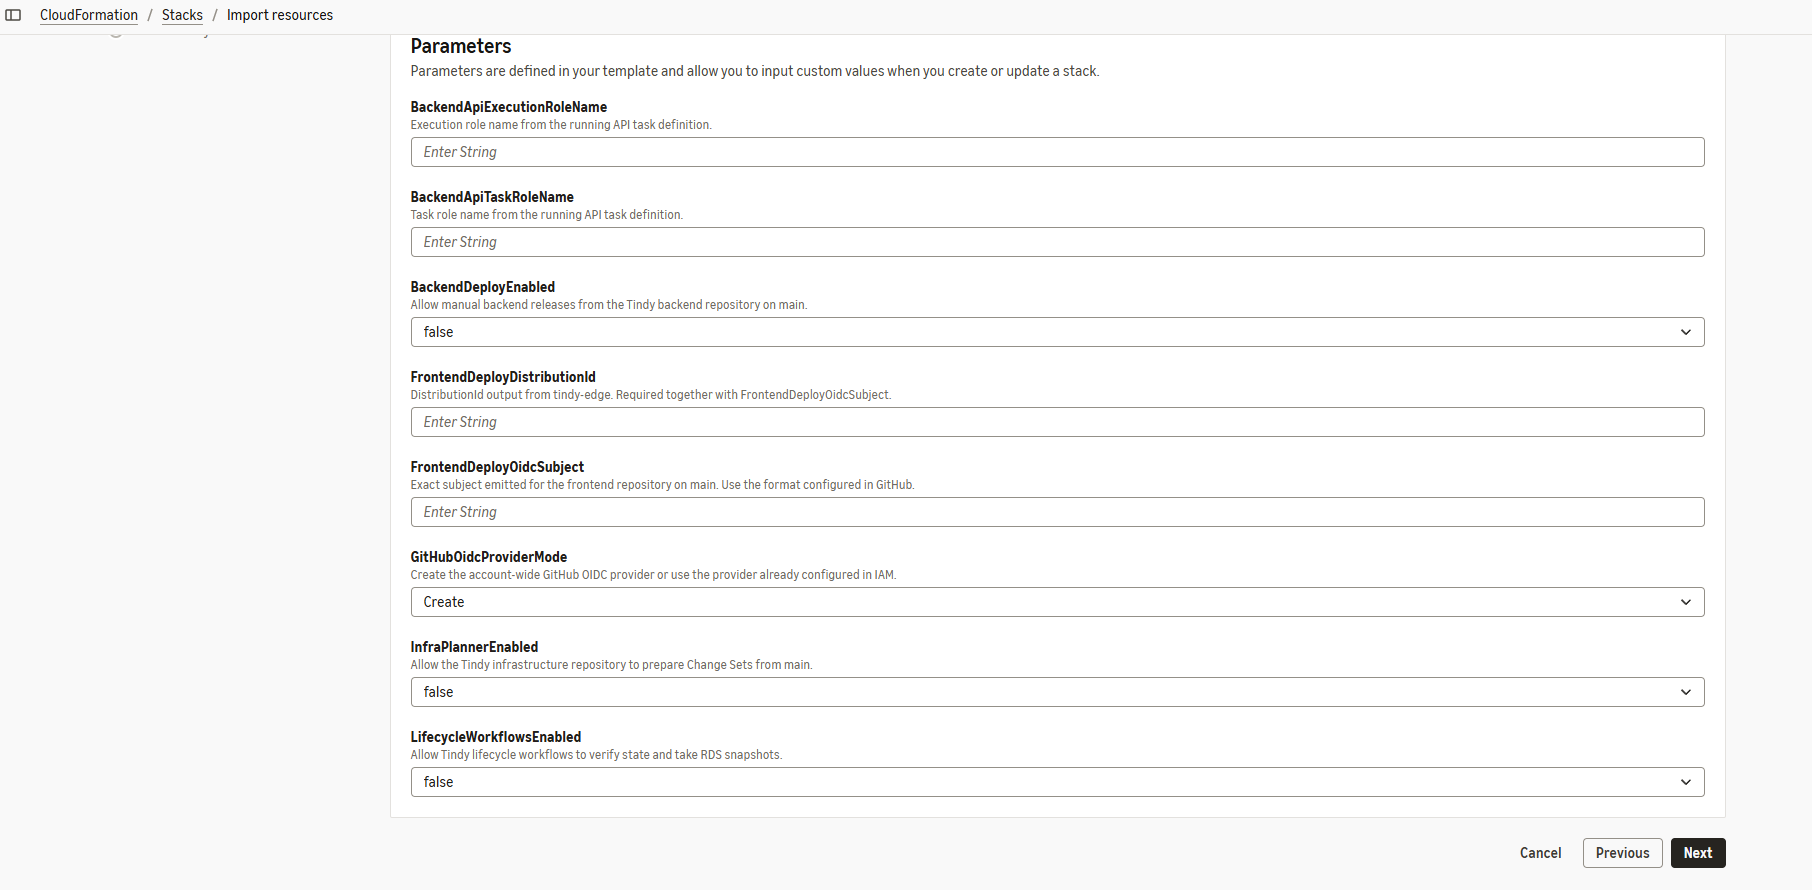 CloudFormation / Stacks / Import resources
Parameters
Parameters are defined in your template and allow you to input custom values when you create or update a stack.
BackendApiExecutionRoleName
Execution role name from the running API task definition.
Enter String
BackendApiTaskRoleName
Task role name from the running API task definition.
Enter String
BackendDeployEnabled
Allow manual backend releases from the Tindy backend repository on main.
false
FrontendDeployDistributionId
DistributionId output from tindy-edge. Required together with FrontendDeployOidcSubject.
Enter String
FrontendDeployOidcSubject
Exact subject emitted for the frontend repository on main. Use the format configured in GitHub.
Enter String
GitHubOidcProviderMode
Create the account-wide GitHub OIDC provider or use the provider already configured in IAM.
Create
InfraPlannerEnabled
Allow the Tindy infrastructure repository to prepare Change Sets from main.
false
LifecycleWorkflowsEnabled
Allow Tindy lifecycle workflows to verify state and take RDS snapshots.
false
Cancel Previous Next